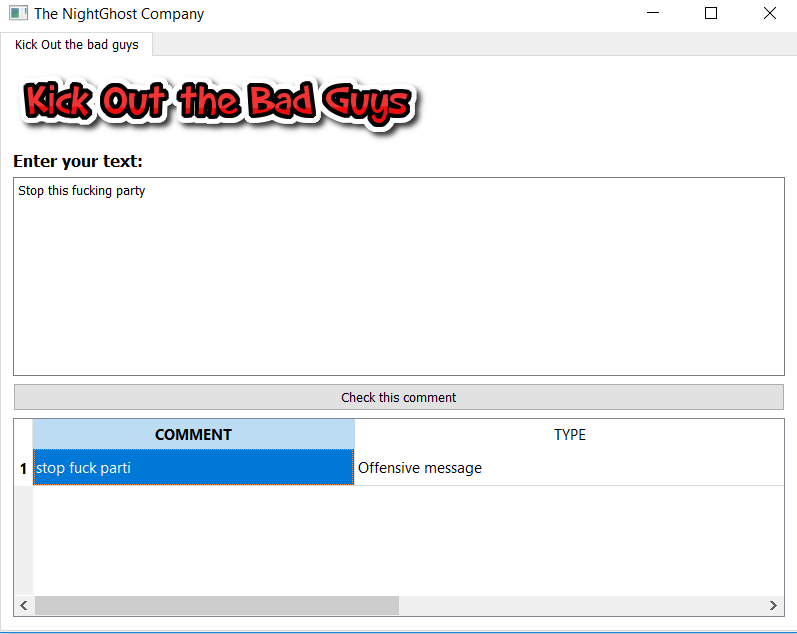 The NightGhost Company
Kick Out the bad guys
Kick Out the Bad Guys
Enter your text:
Stop this fucking party
Check this comment
COMMENT TYPE
1 stop fuck parti Offensive message